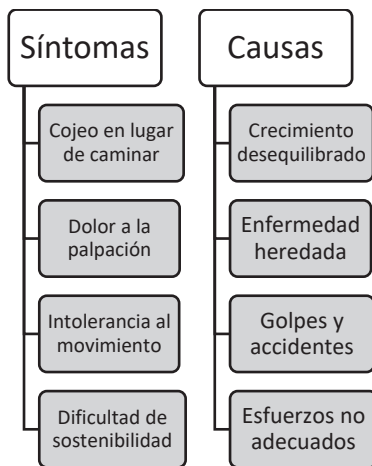 Síntomas
Cojeo en lugar
de caminar
Dolor a la
palpación
Intolerancia al
movimiento
Dificultad de
sostenibilidad
Causas
Crecimiento
desequilibrado
Enfermedad
heredada
Golpes y
accidentes
Esfuerzos no
adecuados